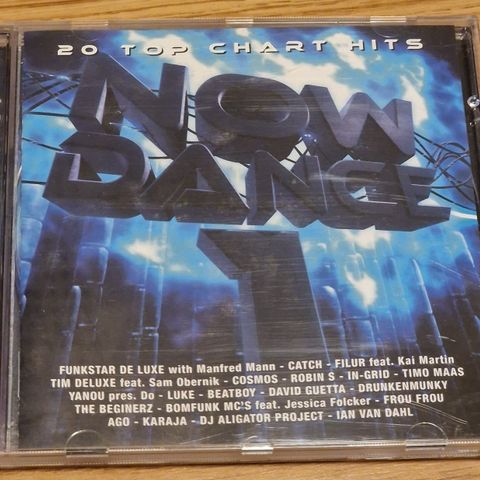 20 TOP CHART HITS
NOW
DANCE
1
FUNKSTAR DE LUXE with Manfred Mann - CATCH - FILUR feat. Kai Martin
TIM DELUXE feat. Sam Obernik - COSMOS - ROBIN S - IN-GRID - TIMO MAAS
YANOU pres. Do - LUKE - BEATBOY - DAVID GUETTA - DRUNKENMUNKY
THE BEGINERZ - BOMFUNK MC'S feat. Jessica Folcker - FROU FROU
AGO - KARAJA - DJ ALIGATOR PROJECT - IAN VAN DAHL